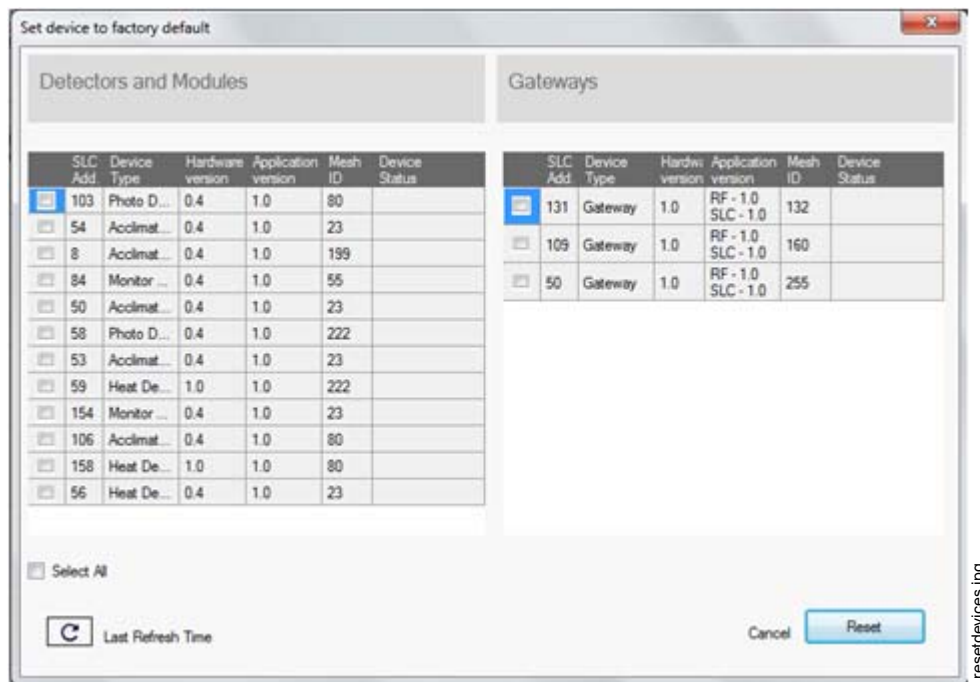 Set device to factory default
Detectors and Modules
Gateways
SLC Add Device Type Hardware version Application version Mesh ID Device Status
103 Photo D... 0.4 1.0 80
54 Acclimat... 0.4 1.0 23
8 Acclimat... 0.4 1.0 199
84 Monitor ... 0.4 1.0 55
50 Acclimat... 0.4 1.0 23
58 Photo D... 0.4 1.0 222
53 Acclimat... 0.4 1.0 23
59 Heat De... 1.0 1.0 222
154 Monitor ... 0.4 1.0 23
106 Acclimat... 0.4 1.0 80
158 Heat De... 1.0 1.0 80
56 Heat De... 0.4 1.0 23
SLC Add Device Type Hardw version Application version Mesh ID Device Status
131 Gateway 1.0 RF - 1.0 SLC - 1.0 132
109 Gateway 1.0 RF - 1.0 SLC - 1.0 160
50 Gateway 1.0 RF - 1.0 SLC - 1.0 255
Select All
Last Refresh Time
Cancel
Reset
resetdevices.jpg